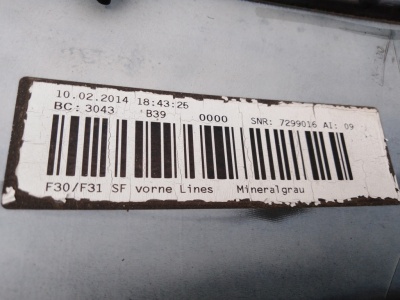 10.02.2014 18:43:25
BC: 3043 B39 0000 SNR: 7299016 AI: 09
F30/F31 SF vorne Lines Mineralgrau